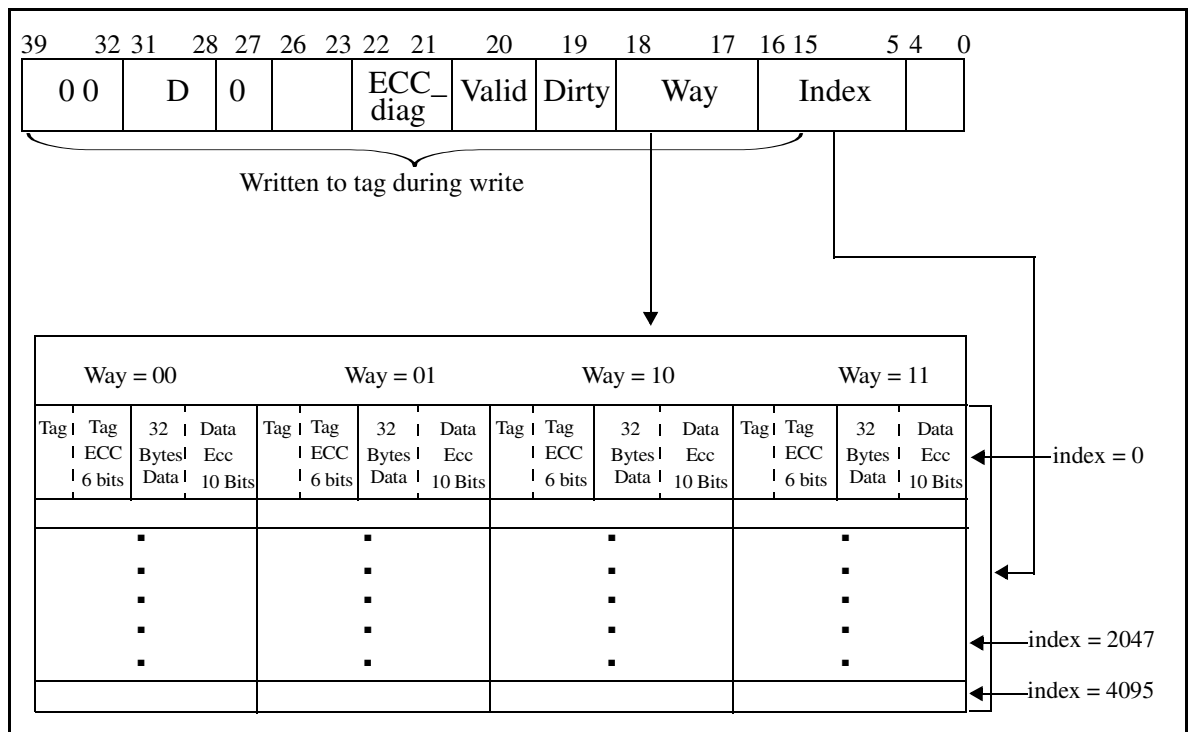 39 32 31 28 27 26 23 22 21 20 19 18 17 16 15 5 4 0
0 0 D 0 ECC_ Valid Dirty Way Index
diag
Written to tag during write
Way = 00 Way = 01 Way = 10 Way = 11
Tag Tag 32 Data Tag Tag 32 Data Tag Tag 32 Data Tag Tag 32 Data
ECC Bytes Ecc ECC Bytes Ecc ECC Bytes Ecc ECC Bytes Ecc
6 bits Data 10 Bits 6 bits Data 10 Bits 6 bits Data 10 Bits 6 bits Data 10 Bits
index = 0
index = 2047
index = 4095